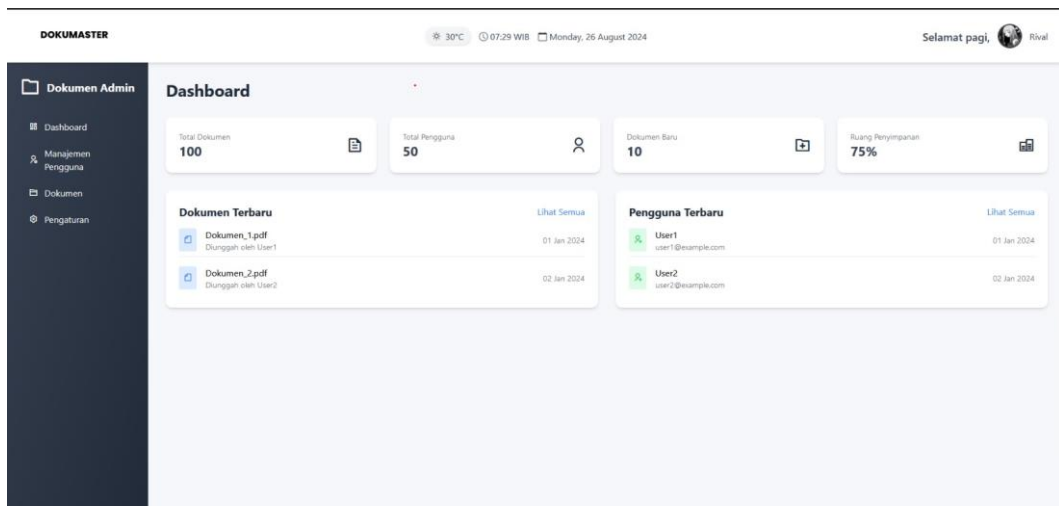 DOKUMASTER
30°C 07:29 WIB Monday, 26 August 2024
Selamat pagi, Rival
Dokumen Admin
Dashboard
Manajemen
Pengguna
Dokumen
Pengaturan
Dashboard
Total Dokumen
100
Total Pengguna
50
Dokumen Baru
10
Ruang Penyimpanan
75%
Dokumen Terbaru Lihat Semua
Dokumen_1.pdf
Diunggah oleh User1
01 Jan 2024
Dokumen_2.pdf
Diunggah oleh User2
02 Jan 2024
Pengguna Terbaru Lihat Semua
User1
user1@example.com
01 Jan 2024
User2
user2@example.com
02 Jan 2024